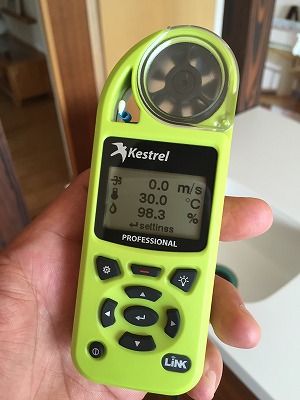 Kestrel
0.0 m/s
30.0 °C
98.3 %
settings
PROFESSIONAL
LiNK